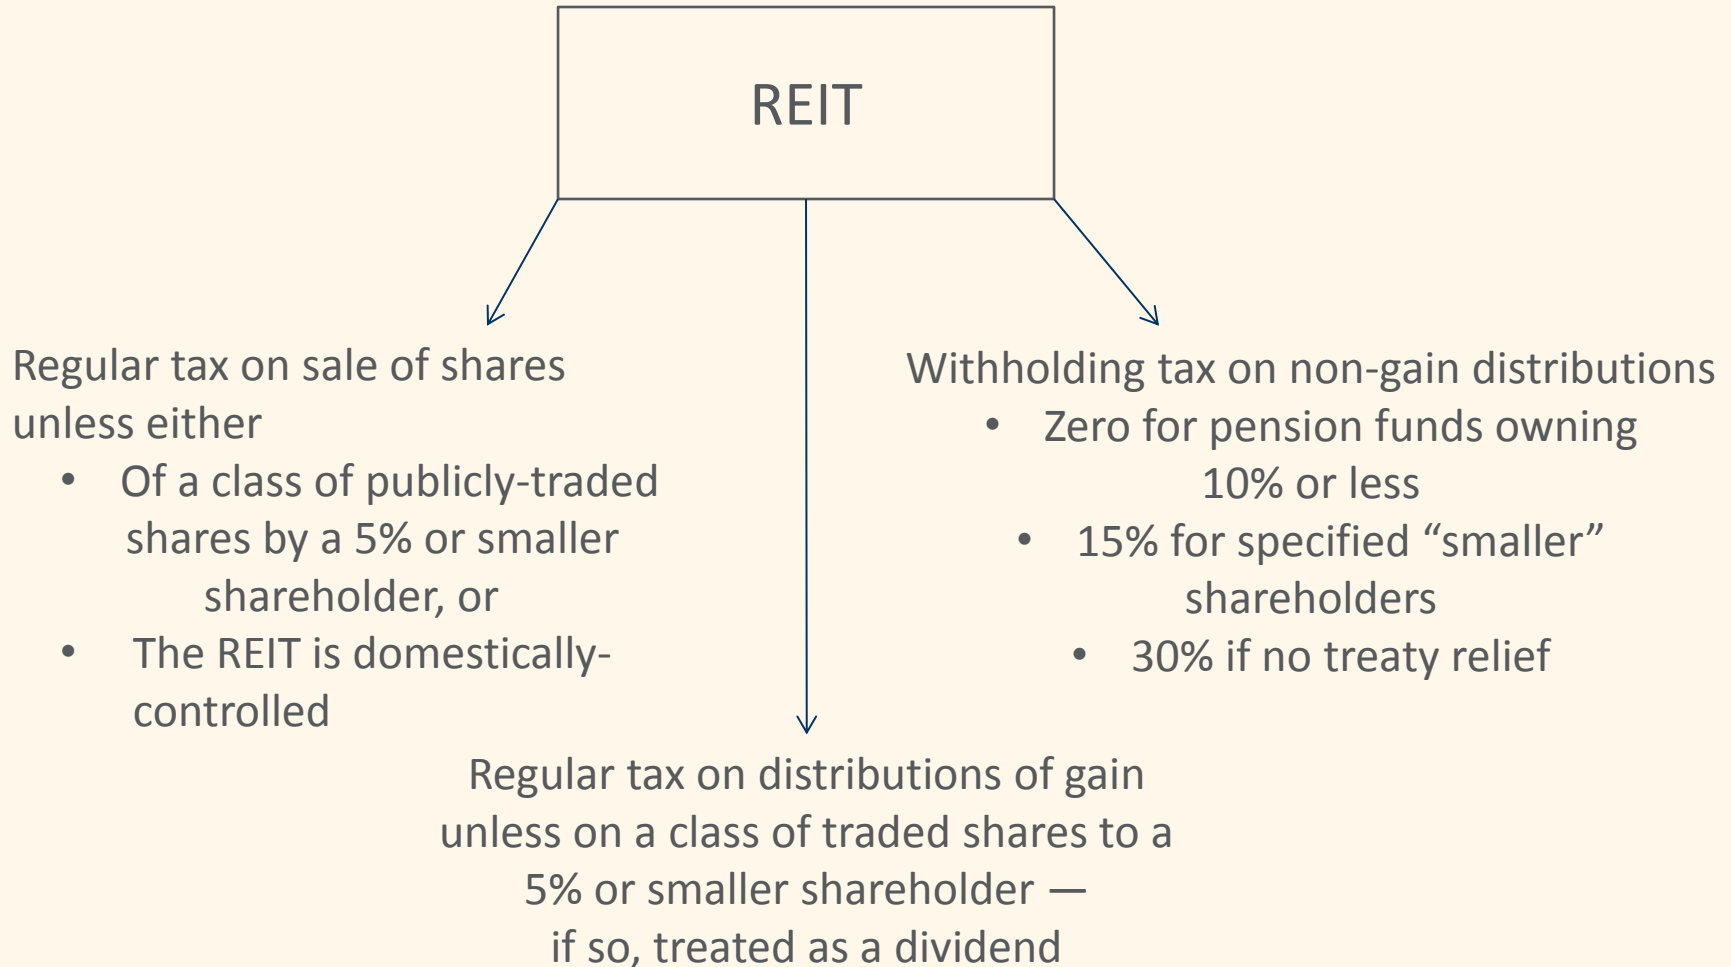 REIT
Regular tax on sale of shares
unless either
• Of a class of publicly-traded
shares by a 5% or smaller
shareholder, or
• The REIT is domestically-
controlled
Regular tax on distributions of gain
unless on a class of traded shares to a
5% or smaller shareholder —
if so, treated as a dividend
Withholding tax on non-gain distributions
• Zero for pension funds owning
10% or less
• 15% for specified “smaller”
shareholders
• 30% if no treaty relief